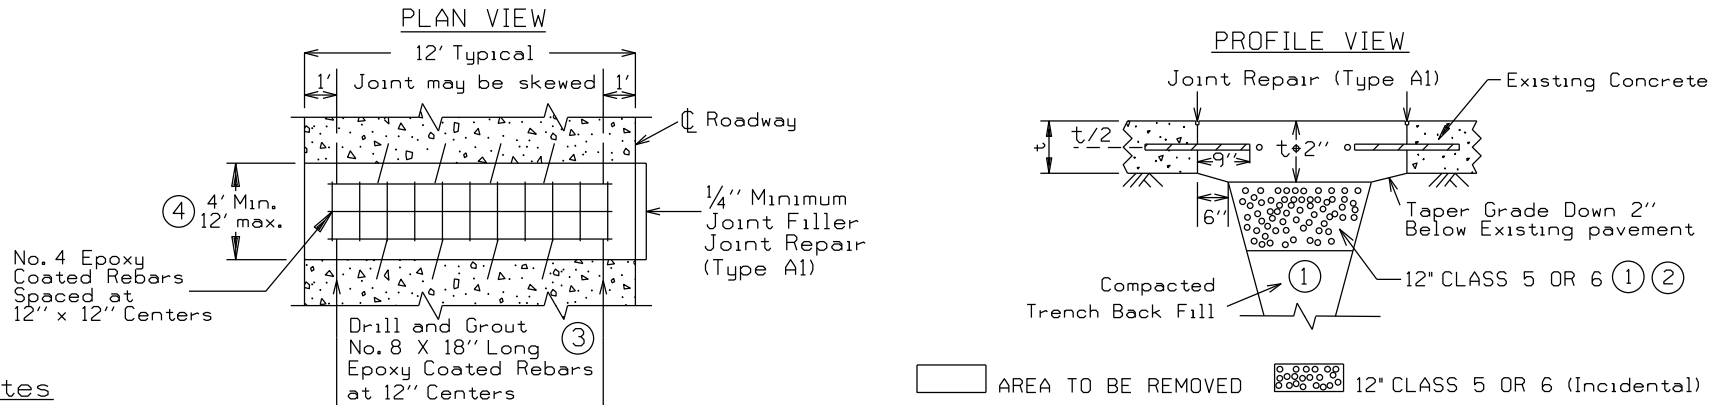 PLAN VIEW
12' Typical
1'
Joint may be skewed
1'
℄ Roadway
4
4' Min.
12' max.
1/4" Minimum
Joint Filler
Joint Repair
(Type A1)
No. 4 Epoxy
Coated Rebars
Spaced at
12" x 12" Centers
Drill and Grout
No. 8 X 18" Long
Epoxy Coated Rebars
at 12" Centers
3
tes
PROFILE VIEW
Joint Repair (Type A1)
Existing Concrete
t
t/2
t+2"
9"
6"
Taper Grade Down 2"
Below Existing pavement
1
12" CLASS 5 OR 6 1 2
Compacted
Trench Back Fill
AREA TO BE REMOVED
12" CLASS 5 OR 6 (Incidental)